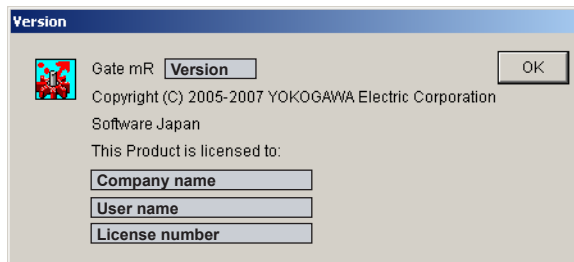 Version
Gate mR Version
OK
Copyright (C) 2005-2007 YOKOGAWA Electric Corporation
Software Japan
This Product is licensed to:
Company name
User name
License number